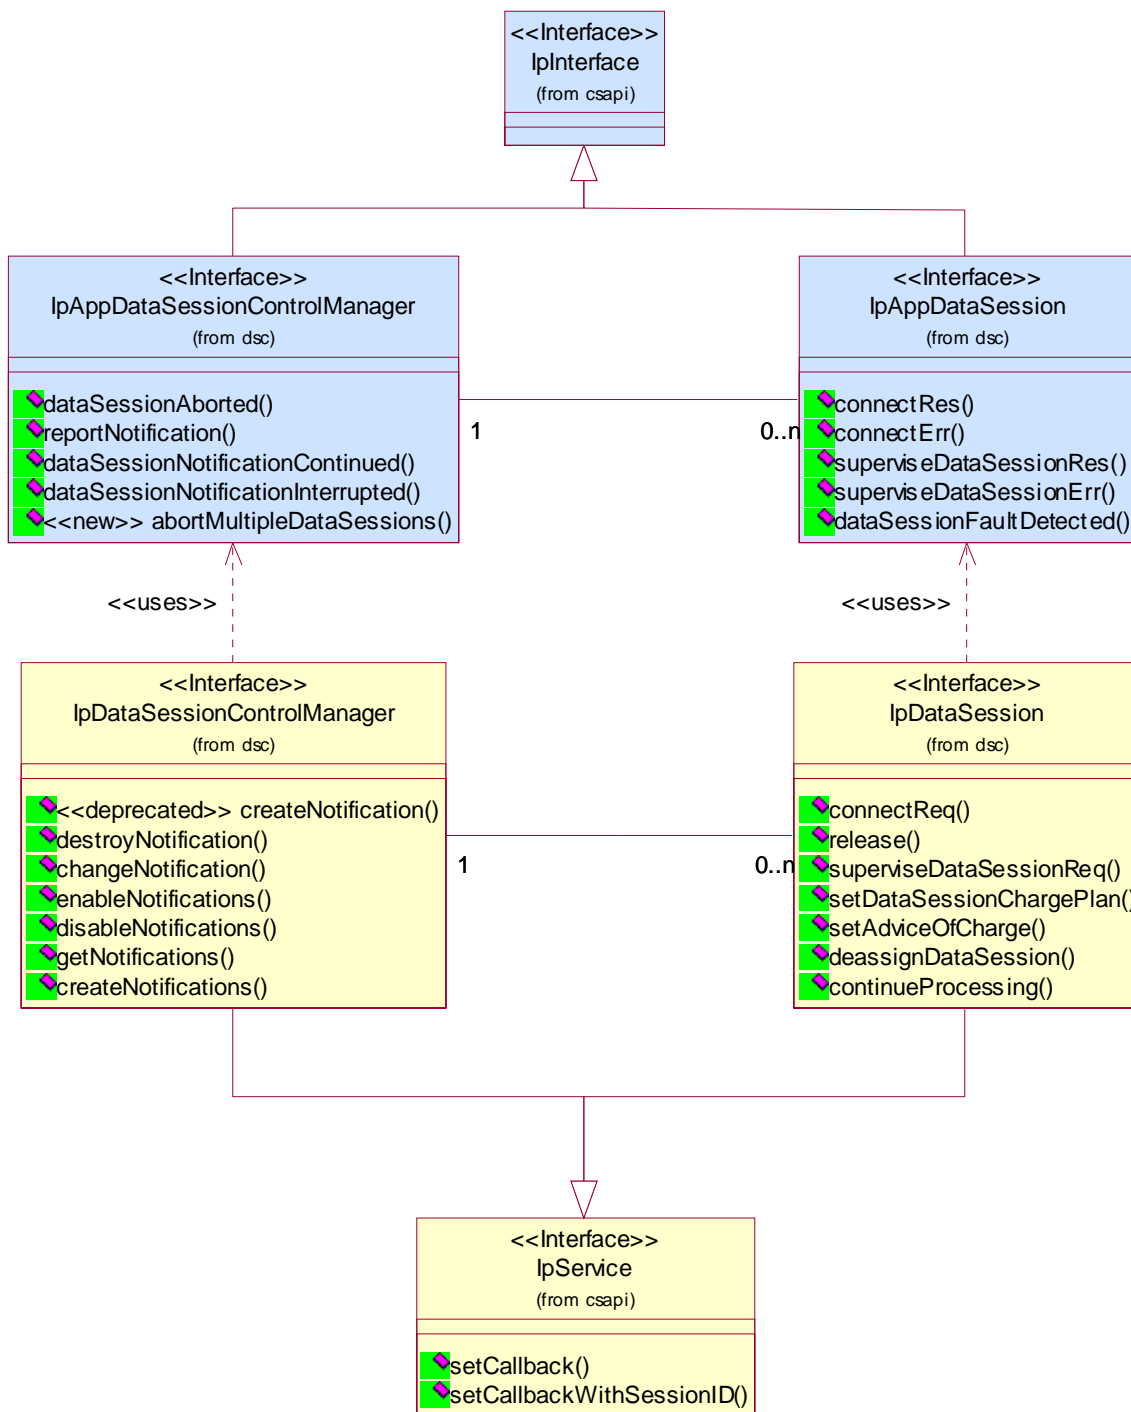 <<Interface>>
IpInterface
(from csapi)
<<Interface>>
IpAppDataSessionControlManager
(from dsc)
dataSessionAborted()
reportNotification()
dataSessionNotificationContinued()
dataSessionNotificationInterrupted()
<<new>> abortMultipleDataSessions()
<<Interface>>
IpAppDataSession
(from dsc)
connectRes()
connectErr()
superviseDataSessionRes()
superviseDataSessionErr()
dataSessionFaultDetected()
1
0..n
<<uses>>
<<uses>>
<<Interface>>
IpDataSessionControlManager
(from dsc)
<<deprecated>> createNotification()
destroyNotification()
changeNotification()
enableNotifications()
disableNotifications()
getNotifications()
createNotifications()
<<Interface>>
IpDataSession
(from dsc)
connectReq()
release()
superviseDataSessionReq()
setDataSessionChargePlan()
setAdviceOfCharge()
deassignDataSession()
continueProcessing()
1
0..n
<<Interface>>
IpService
(from csapi)
setCallback()
setCallbackWithSessionID()